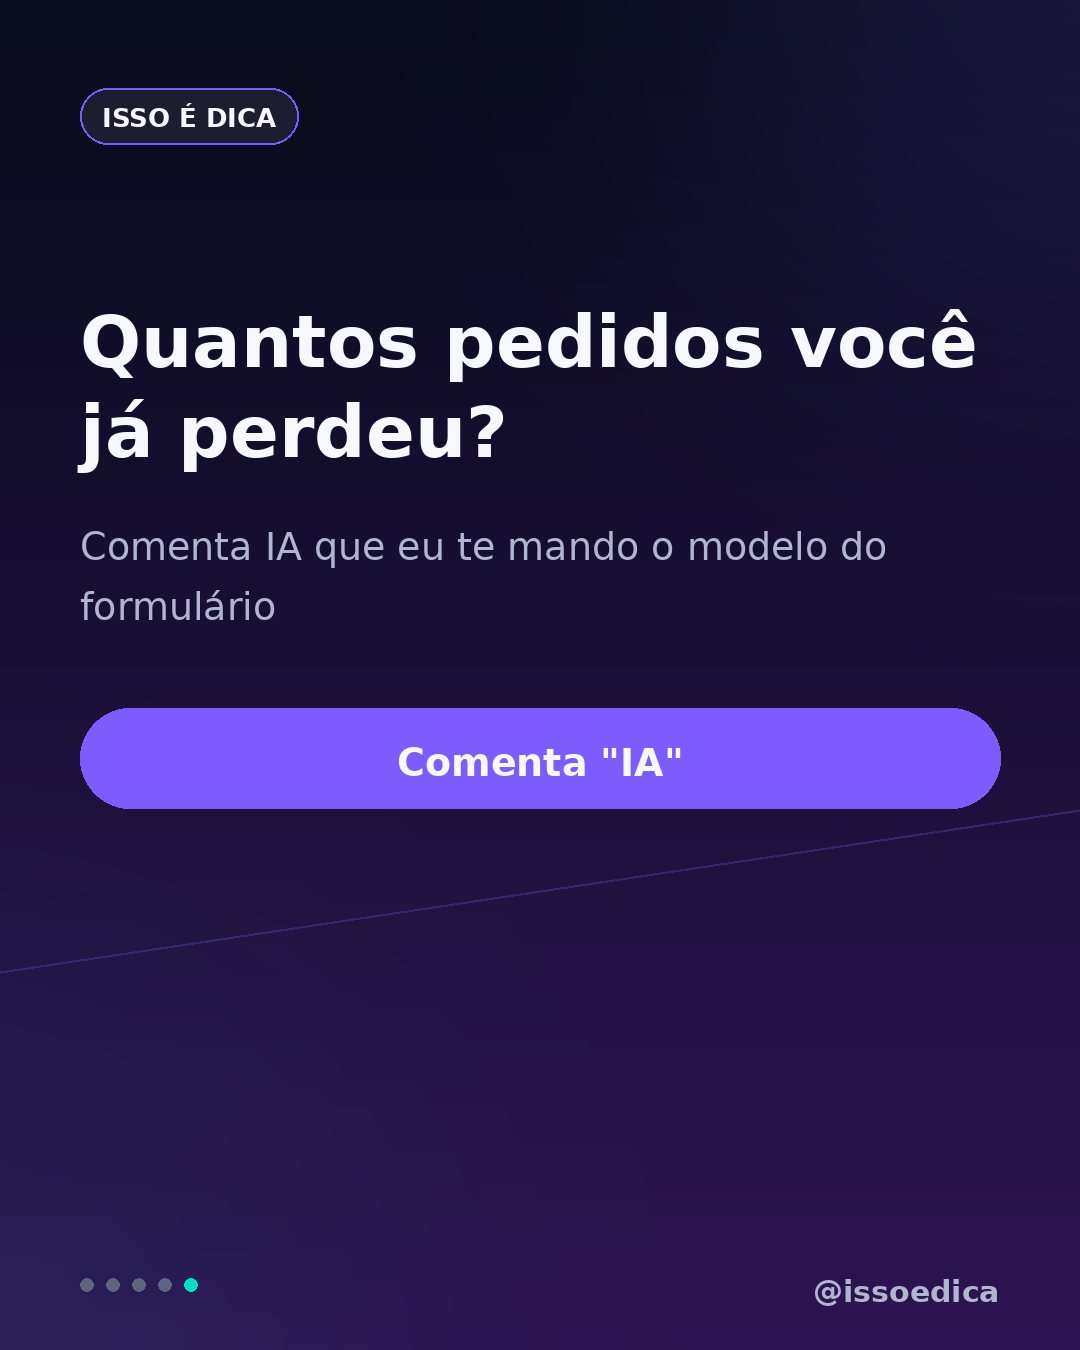 ISSO É DICA
Quantos pedidos você
já perdeu?
Comenta IA que eu te mando o modelo do
formulário
Comenta "IA"
@issoedica